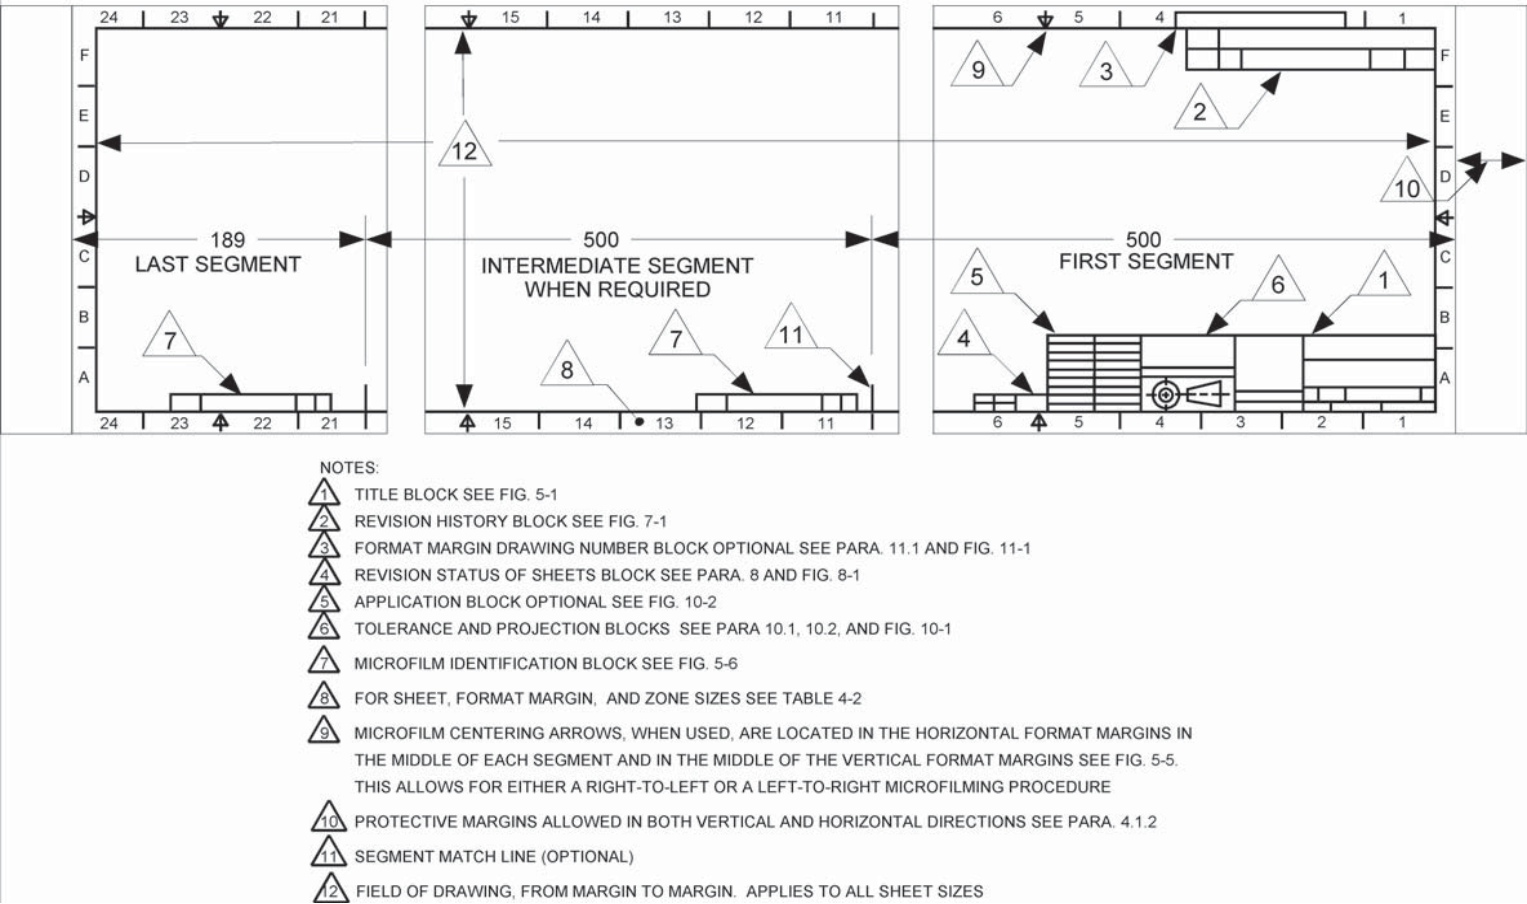 24 23 22 21 15 14 13 12 11 6 5 4 1
F F
9 3
E 2 E
12
D 10 D
189 500 500
C LAST SEGMENT INTERMEDIATE SEGMENT FIRST SEGMENT C
WHEN REQUIRED
5 6 1
B 7 7 11 4 B
8
A A
24 23 22 21 15 14 13 12 11 6 5 4 3 2 1
NOTES:
1 TITLE BLOCK SEE FIG. 5-1
2 REVISION HISTORY BLOCK SEE FIG. 7-1
3 FORMAT MARGIN DRAWING NUMBER BLOCK OPTIONAL SEE PARA. 11.1 AND FIG. 11-1
4 REVISION STATUS OF SHEETS BLOCK SEE PARA. 8 AND FIG. 8-1
5 APPLICATION BLOCK OPTIONAL SEE FIG. 10-2
6 TOLERANCE AND PROJECTION BLOCKS SEE PARA 10.1, 10.2, AND FIG. 10-1
7 MICROFILM IDENTIFICATION BLOCK SEE FIG. 5-6
8 FOR SHEET, FORMAT MARGIN, AND ZONE SIZES SEE TABLE 4-2
9 MICROFILM CENTERING ARROWS, WHEN USED, ARE LOCATED IN THE HORIZONTAL FORMAT MARGINS IN
THE MIDDLE OF EACH SEGMENT AND IN THE MIDDLE OF THE VERTICAL FORMAT MARGINS SEE FIG. 5-5.
THIS ALLOWS FOR EITHER A RIGHT-TO-LEFT OR A LEFT-TO-RIGHT MICROFILMING PROCEDURE
10 PROTECTIVE MARGINS ALLOWED IN BOTH VERTICAL AND HORIZONTAL DIRECTIONS SEE PARA. 4.1.2
11 SEGMENT MATCH LINE (OPTIONAL)
12 FIELD OF DRAWING, FROM MARGIN TO MARGIN. APPLIES TO ALL SHEET SIZES